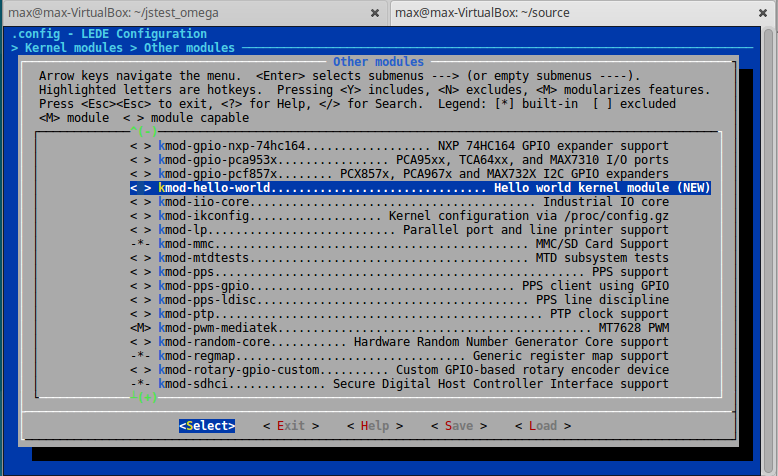 max@max-VirtualBox: ~/jstest_omega × max@max-VirtualBox: ~/source ×
.config - LEDE Configuration
> Kernel modules > Other modules
Other modules
Arrow keys navigate the menu.  <Enter> selects submenus ---> (or empty submenus ----).
Highlighted letters are hotkeys.  Pressing <Y> includes, <N> excludes, <M> modularizes features.
Press <Esc><Esc> to exit, <?> for Help, </> for Search.  Legend: [*] built-in  [ ] excluded
<M> module  < > module capable
^(-)
< > kmod-gpio-nxp-74hc164................. NXP 74HC164 GPIO expander support
< > kmod-gpio-pca953x................ PCA95xx, TCA64xx, and MAX7310 I/O ports
< > kmod-gpio-pcf857x......... PCX857x, PCA967x and MAX732X I2C GPIO expanders
< > kmod-hello-world............................... Hello world kernel module (NEW)
< > kmod-iio-core......................................... Industrial IO core
< > kmod-ikconfig................... Kernel configuration via /proc/config.gz
< > kmod-lp................................ Parallel port and line printer support
-*- kmod-mmc............................................... MMC/SD Card Support
< > kmod-mtdtests........................................ MTD subsystem tests
< > kmod-pps...................................................... PPS support
< > kmod-pps-gpio...................................... PPS client using GPIO
< > kmod-pps-ldisc....................................... PPS line discipline
< > kmod-ptp................................................ PTP clock support
<M> kmod-pwm-mediatek............................................. MT7628 PWM
< > kmod-random-core............ Hardware Random Number Generator Core support
-*- kmod-regmap..................................... Generic register map support
< > kmod-rotary-gpio-custom.......... Custom GPIO-based rotary encoder device
-*- kmod-sdhci.............. Secure Digital Host Controller Interface support
<Select>    < Exit >    < Help >    < Save >    < Load >